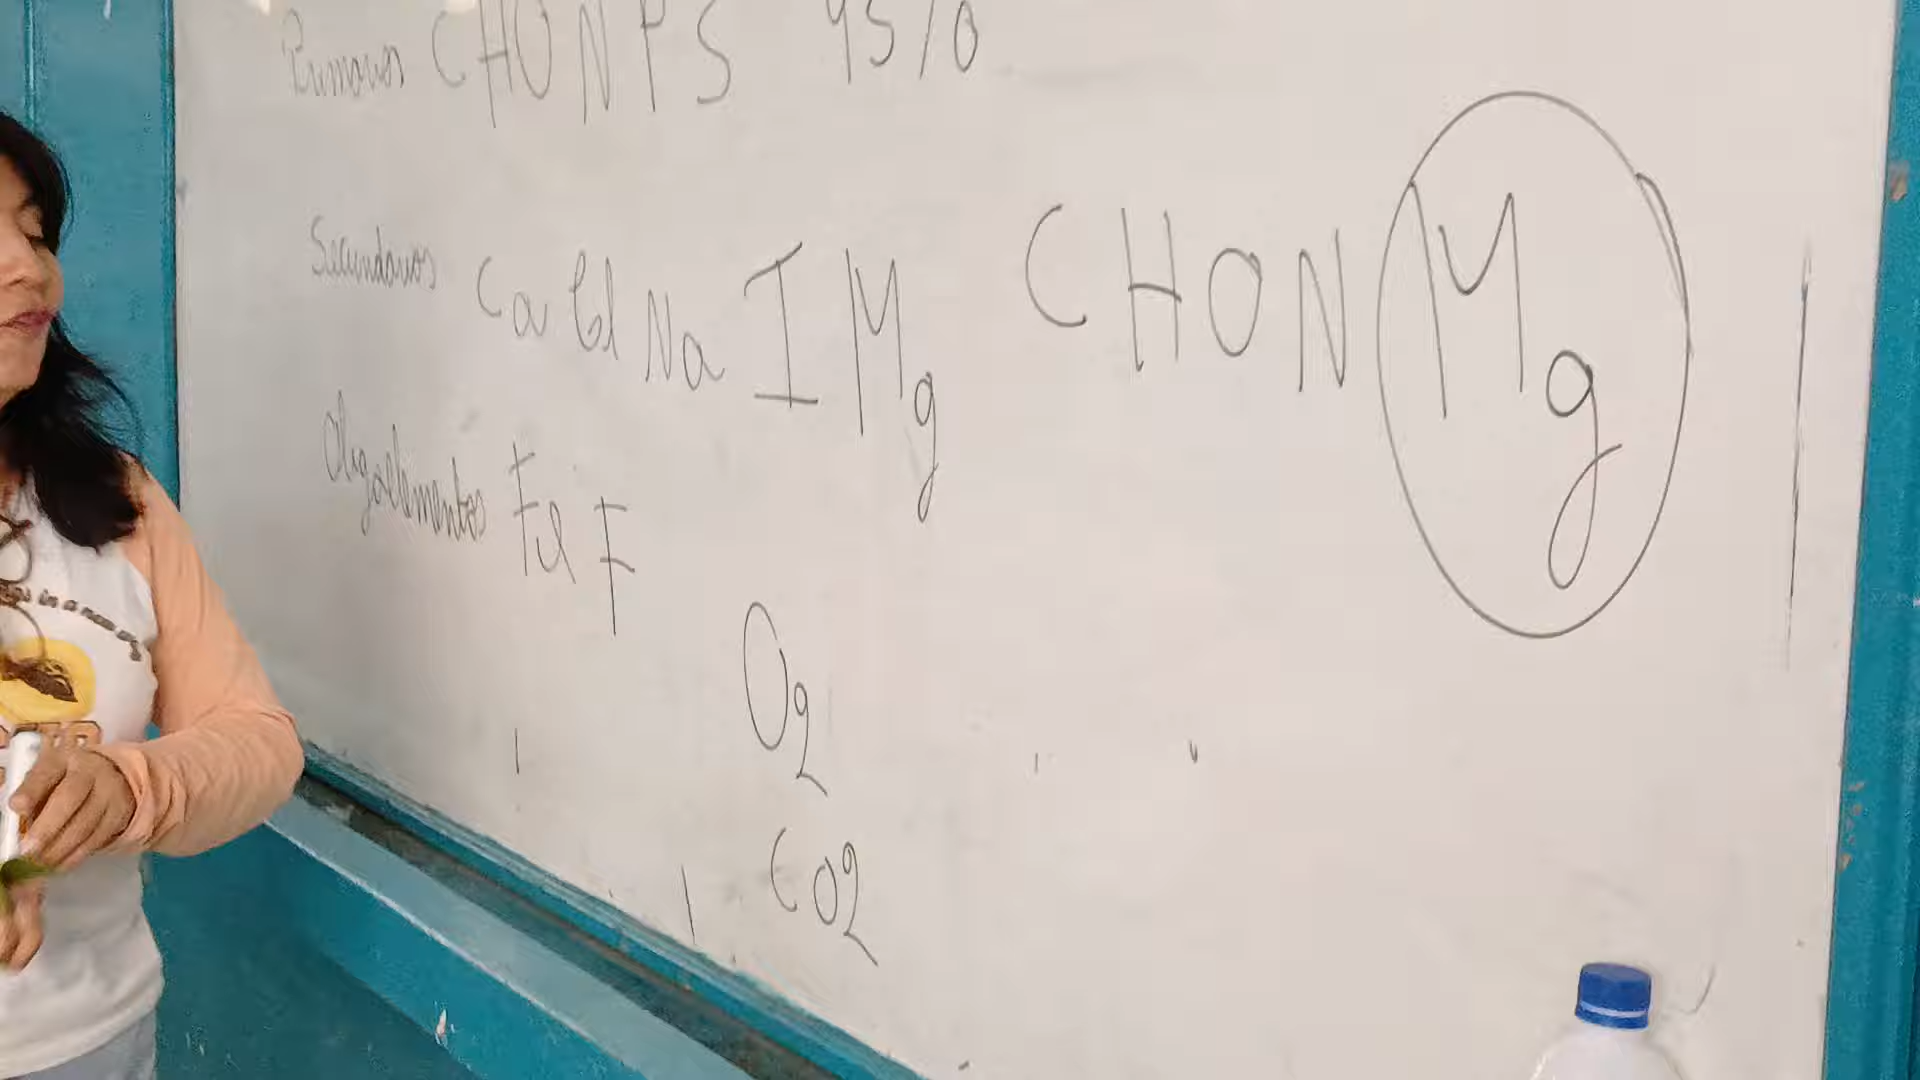 Primarios CHONPS 95%
Secundarios Ca Cl Na I Mg
CHON Mg
Oligoelementos Fe F
O2
CO2